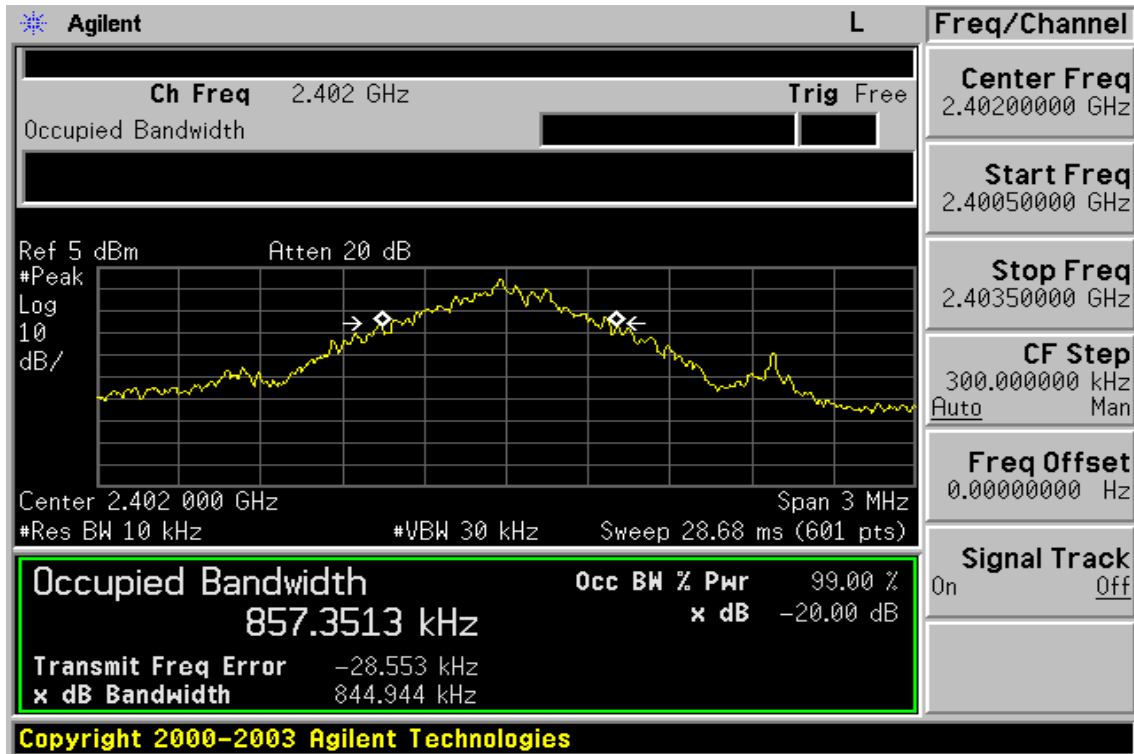 Agilent
L
Freq/Channel
Ch Freq 2.402 GHz
Trig Free
Occupied Bandwidth
Center Freq
2.40200000 GHz
Start Freq
2.40050000 GHz
Stop Freq
2.40350000 GHz
CF Step
300.000000 kHz
Auto Man
Freq Offset
0.00000000 Hz
Signal Track
On Off
Ref 5 dBm
Atten 20 dB
#Peak
Log
10
dB/
Center 2.402 000 GHz
Span 3 MHz
#Res BW 10 kHz
#VBW 30 kHz
Sweep 28.68 ms (601 pts)
Occupied Bandwidth
857.3513 kHz
Occ BW % Pwr 99.00 %
x dB -20.00 dB
Transmit Freq Error -28.553 kHz
x dB Bandwidth 844.944 kHz
Copyright 2000-2003 Agilent Technologies